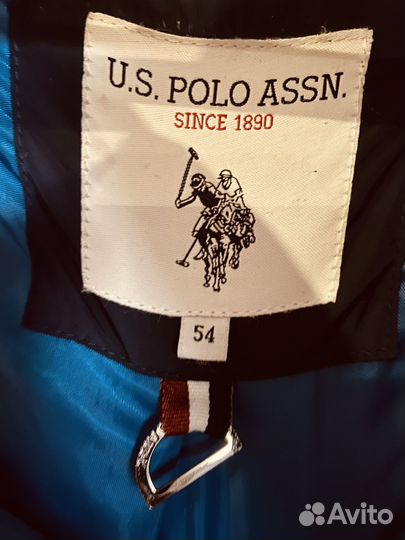 U.S. POLO ASSN.
SINCE 1890
54
Avito